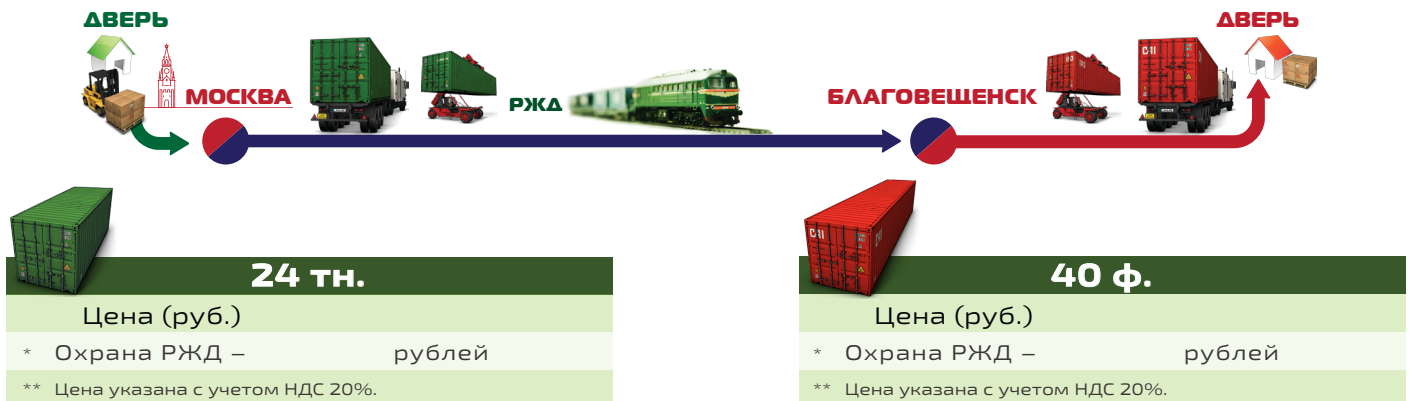 ДВЕРЬ
ДВЕРЬ
МОСКВА
РЖД
БЛАГОВЕЩЕНСК
24 тн.
Цена (руб.)
* Охрана РЖД – рублей
** Цена указана с учетом НДС 20%.
40 ф.
Цена (руб.)
* Охрана РЖД – рублей
** Цена указана с учетом НДС 20%.